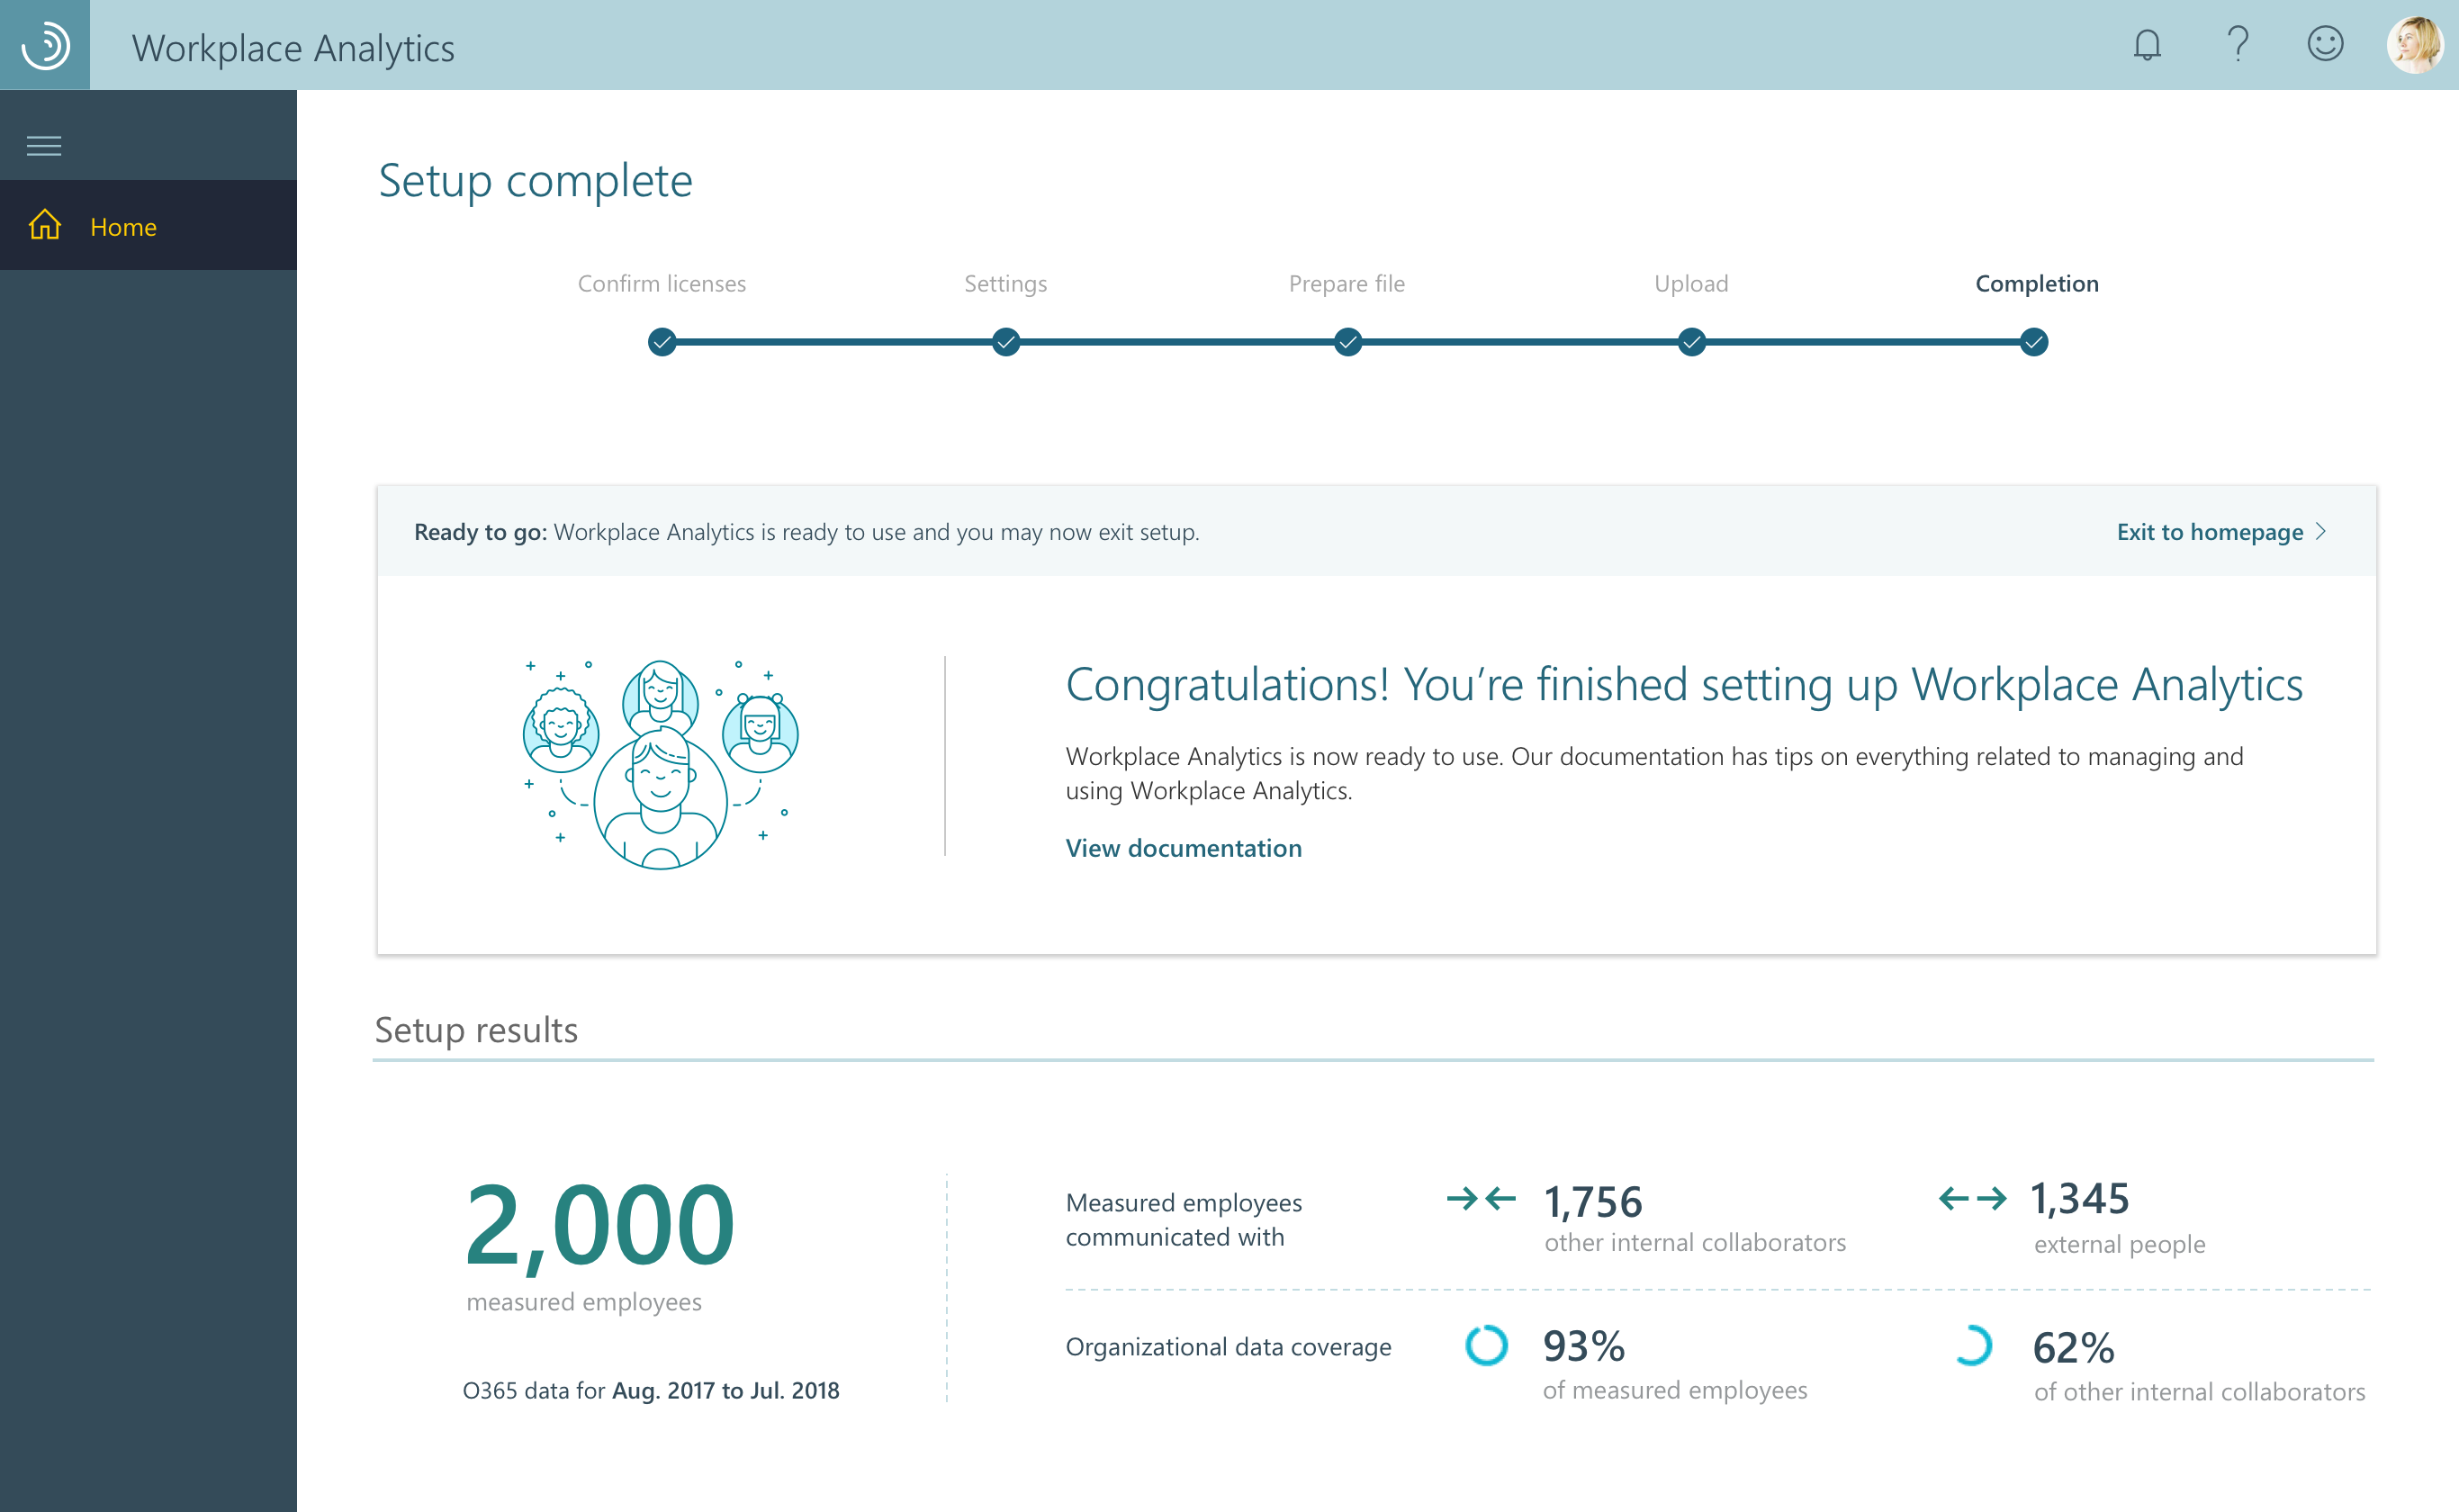 Workplace Analytics
Home
Setup complete
Confirm licenses
Settings
Prepare file
Upload
Completion
Ready to go: Workplace Analytics is ready to use and you may now exit setup.
Exit to homepage
Congratulations! You’re finished setting up Workplace Analytics
Workplace Analytics is now ready to use. Our documentation has tips on everything related to managing and
using Workplace Analytics.
View documentation
Setup results
2,000
measured employees
O365 data for Aug. 2017 to Jul. 2018
Measured employees
communicated with
1,756
other internal collaborators
1,345
external people
Organizational data coverage
93%
of measured employees
62%
of other internal collaborators